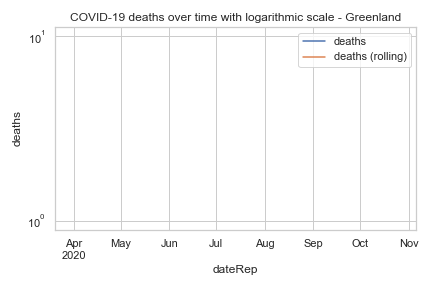 COVID-19 deaths over time with logarithmic scale - Greenland
10¹
deaths
deaths (rolling)
deaths
10⁰
Apr May Jun Jul Aug Sep Oct Nov
2020
dateRep